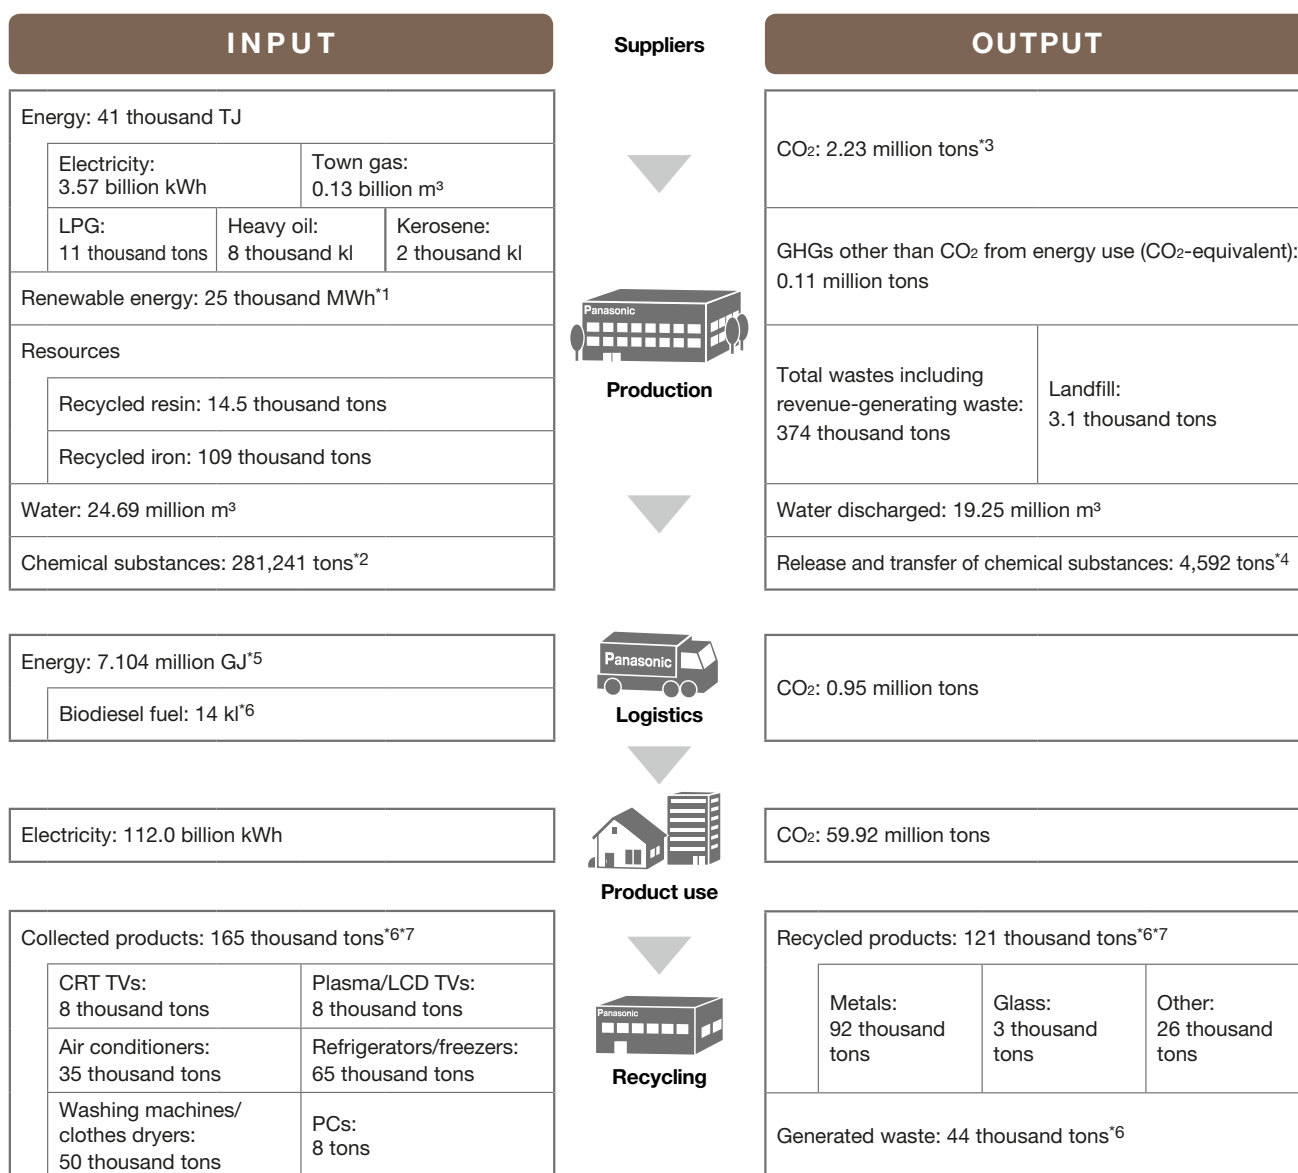 INPUT
Suppliers
OUTPUT
Energy: 41 thousand TJ
Electricity:
3.57 billion kWh
Town gas:
0.13 billion m³
LPG:
11 thousand tons
Heavy oil:
8 thousand kl
Kerosene:
2 thousand kl
Renewable energy: 25 thousand MWh*1
Resources
Recycled resin: 14.5 thousand tons
Recycled iron: 109 thousand tons
Water: 24.69 million m³
Chemical substances: 281,241 tons*2
Panasonic
Production
CO2: 2.23 million tons*3
GHGs other than CO2 from energy use (CO2-equivalent):
0.11 million tons
Total wastes including
revenue-generating waste:
374 thousand tons
Landfill:
3.1 thousand tons
Water discharged: 19.25 million m³
Release and transfer of chemical substances: 4,592 tons*4
Energy: 7.104 million GJ*5
Biodiesel fuel: 14 kl*6
Panasonic
Logistics
CO2: 0.95 million tons
Electricity: 112.0 billion kWh
Product use
CO2: 59.92 million tons
Collected products: 165 thousand tons*6*7
CRT TVs:
8 thousand tons
Plasma/LCD TVs:
8 thousand tons
Air conditioners:
35 thousand tons
Refrigerators/freezers:
65 thousand tons
Washing machines/
clothes dryers:
50 thousand tons
PCs:
8 tons
Panasonic
Recycling
Recycled products: 121 thousand tons*6*7
Metals:
92 thousand
tons
Glass:
3 thousand
tons
Other:
26 thousand
tons
Generated waste: 44 thousand tons*6